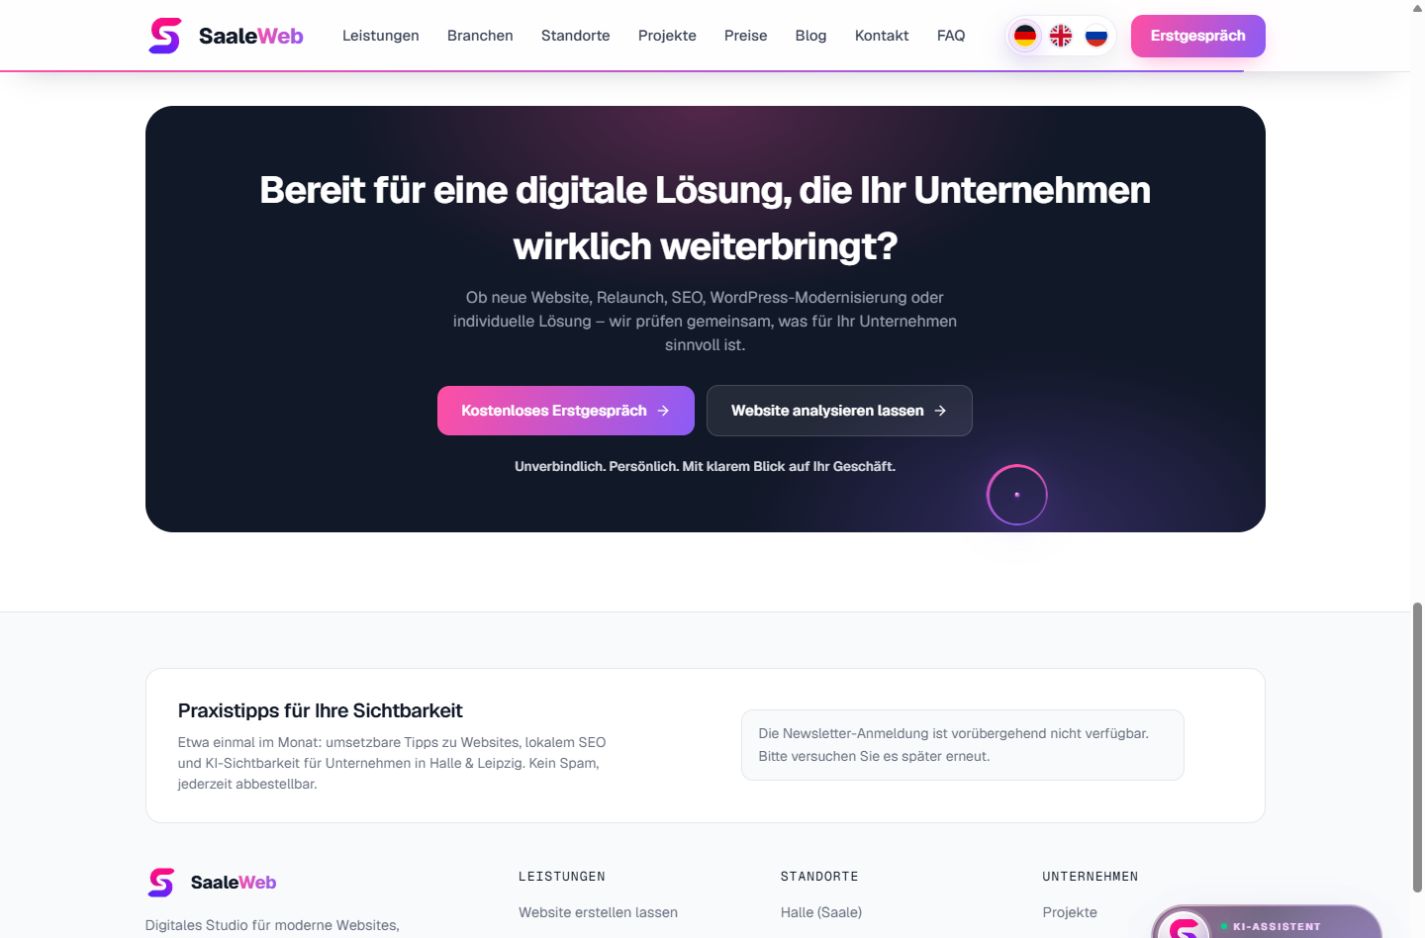 SaaleWeb
Leistungen Branchen Standorte Projekte Preise Blog Kontakt FAQ
Erstgespräch
Bereit für eine digitale Lösung, die Ihr Unternehmen
wirklich weiterbringt?
Ob neue Website, Relaunch, SEO, WordPress-Modernisierung oder
individuelle Lösung – wir prüfen gemeinsam, was für Ihr Unternehmen
sinnvoll ist.
Kostenloses Erstgespräch →
Website analysieren lassen →
Unverbindlich. Persönlich. Mit klarem Blick auf Ihr Geschäft.
Praxistipps für Ihre Sichtbarkeit
Etwa einmal im Monat: umsetzbare Tipps zu Websites, lokalem SEO
und KI-Sichtbarkeit für Unternehmen in Halle & Leipzig. Kein Spam,
jederzeit abbestellbar.
Die Newsletter-Anmeldung ist vorübergehend nicht verfügbar.
Bitte versuchen Sie es später erneut.
SaaleWeb
Digitales Studio für moderne Websites,
LEISTUNGEN
Website erstellen lassen
STANDORTE
Halle (Saale)
UNTERNEHMEN
Projekte
KI-ASSISTENT